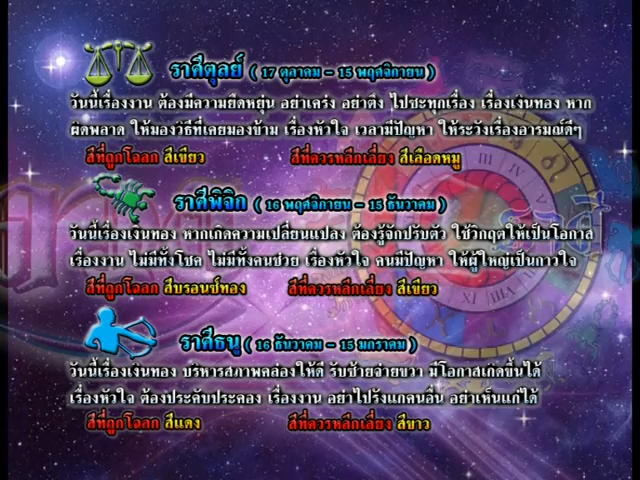 ราศีตุลย์ ( 17 ตุลาคม - 15 พฤศจิกายน )
วันนี้เรื่องงาน ต้องมีความยืดหยุ่น อย่าเคร่ง อย่าตึง ไปซะทุกเรื่อง เรื่องเงินทอง หาก
ผิดพลาด ให้มองวิธีที่เคยมองข้าม เรื่องหัวใจ เวลามีปัญหา ให้ระวังเรื่องอารมณ์ดีๆ
สีที่ถูกโฉลก สีเขียว สีที่ควรหลีกเลี่ยง สีเลือดหมู
ราศีพิจิก ( 16 พฤศจิกายน - 15 ธันวาคม )
วันนี้เรื่องเงินทอง หากเกิดความเปลี่ยนแปลง ต้องรู้จักปรับตัว ใช้วิกฤตให้เป็นโอกาส
เรื่องงาน ไม่มีทั้งโชค ไม่มีทั้งคนช่วย เรื่องหัวใจ คนมีปัญหา ให้ผู้ใหญ่เป็นกาวใจ
สีที่ถูกโฉลก สีบรอนซ์ทอง สีที่ควรหลีกเลี่ยง สีเขียว
ราศีธนู ( 16 ธันวาคม - 15 มกราคม )
วันนี้เรื่องเงินทอง บริหารสภาพคล่องให้ดี รับซ้ายจ่ายขวา มีโอกาสเกิดขึ้นได้
เรื่องหัวใจ ต้องประคับประคอง เรื่องงาน อย่าไปรังแกคนอื่น อย่าเห็นแก่ได้
สีที่ถูกโฉลก สีแดง สีที่ควรหลีกเลี่ยง สีขาว